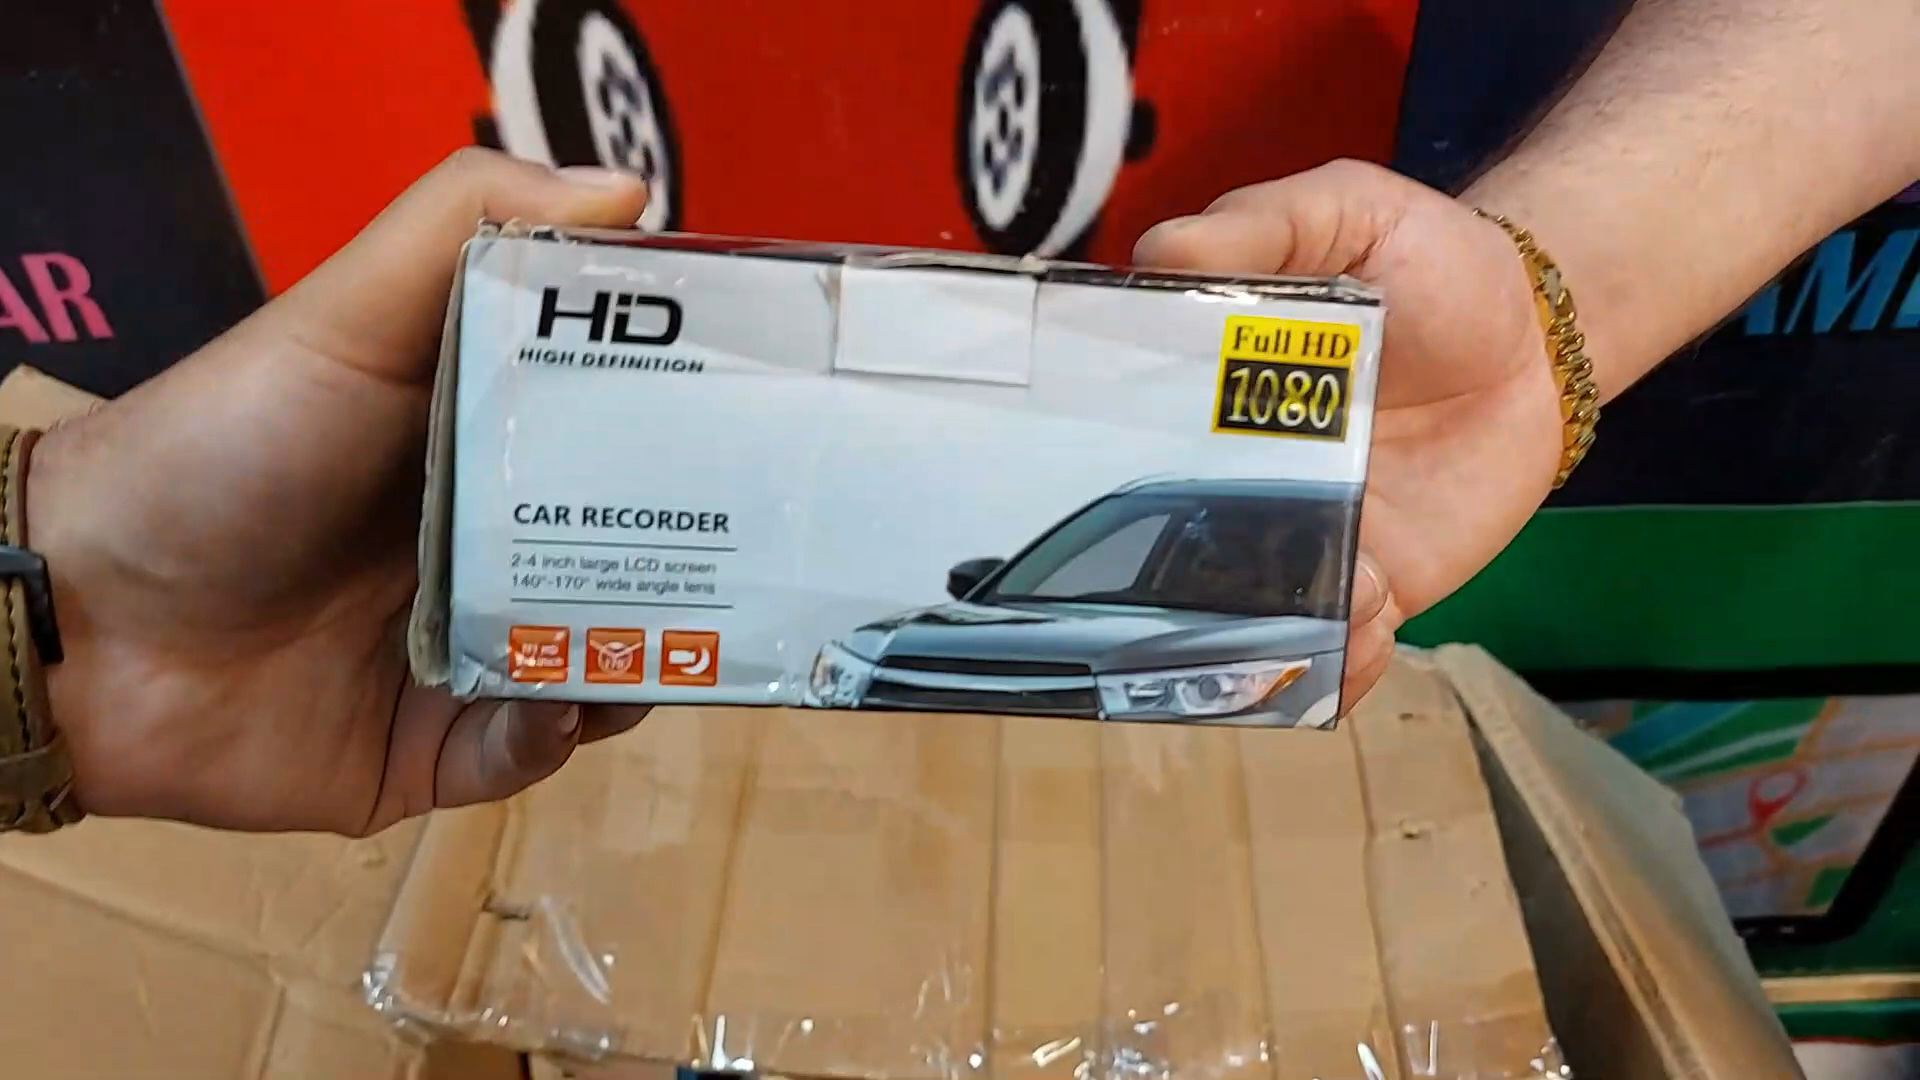 AR
AM
HiD
HIGH DEFINITION
Full HD
1080
CAR RECORDER
2-4 inch large LCD screen
140°-170° wide angle lens